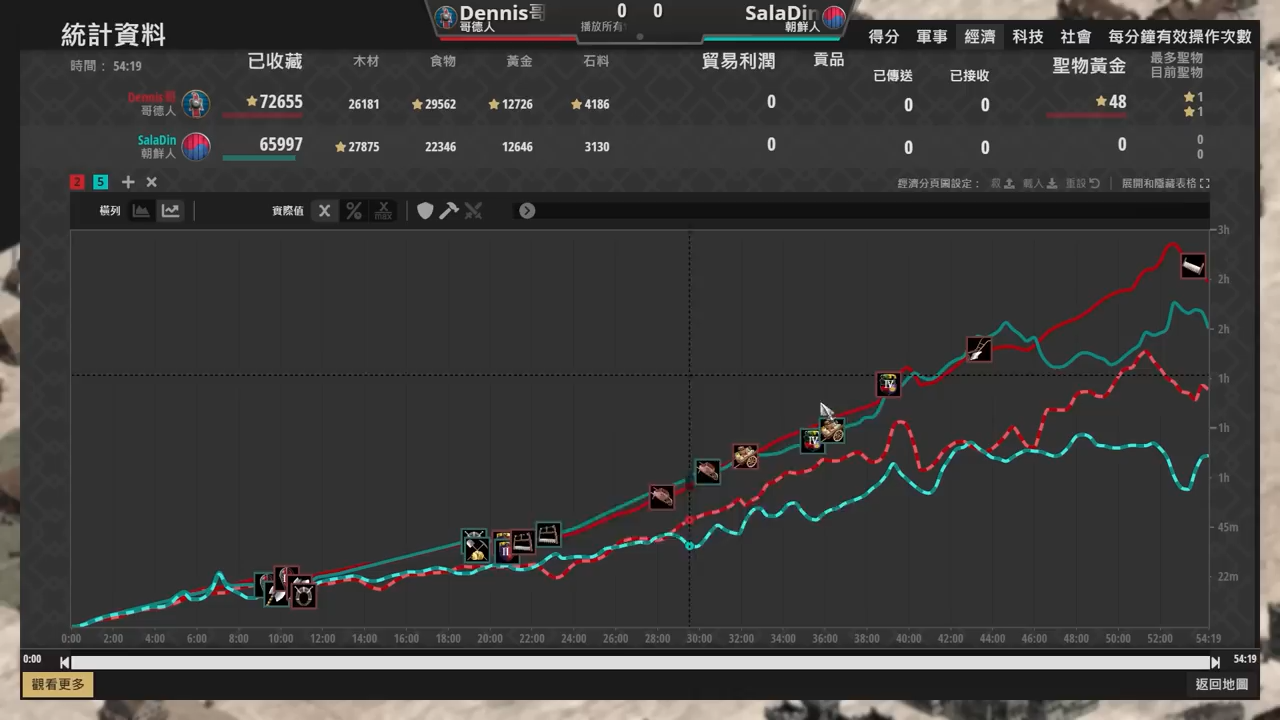 Dennis哥 0 0 SalaDin
哥德人 播放所有 朝鮮人
統計資料
得分 軍事 經濟 科技 社會 每分鐘有效操作次數
時間： 54:19 已收藏 木材 食物 黃金 石料 貿易利潤 貢品 已傳送 已接收 聖物黃金 最多聖物
目前聖物
Dennis哥 72655 26181 29562 12726 4186 0 0 0 48 1
哥德人 1
SalaDin 65997 27875 22346 12646 3130 0 0 0 0 0
朝鮮人 0
2 5
經濟分頁圖設定： 載入 重設 展開和隱藏表格
橫列 實際值 X % X
max
3h
2h
2h
1h
1h
1h
45m
22m
IV
IV
II
0:00 2:00 4:00 6:00 8:00 10:00 12:00 14:00 16:00 18:00 20:00 22:00 24:00 26:00 28:00 30:00 32:00 34:00 36:00 38:00 40:00 42:00 44:00 46:00 48:00 50:00 52:00 54:19
0:00 54:19
觀看更多 返回地圖